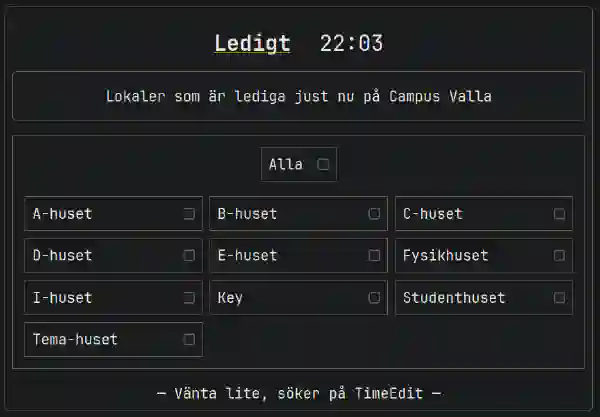 Ledigt 22:03
Lokaler som är lediga just nu på Campus Valla
Alla
A-huset B-huset C-huset
D-huset E-huset Fysikhuset
I-huset Key Studenthuset
Tema-huset
— Vänta lite, söker på TimeEdit —